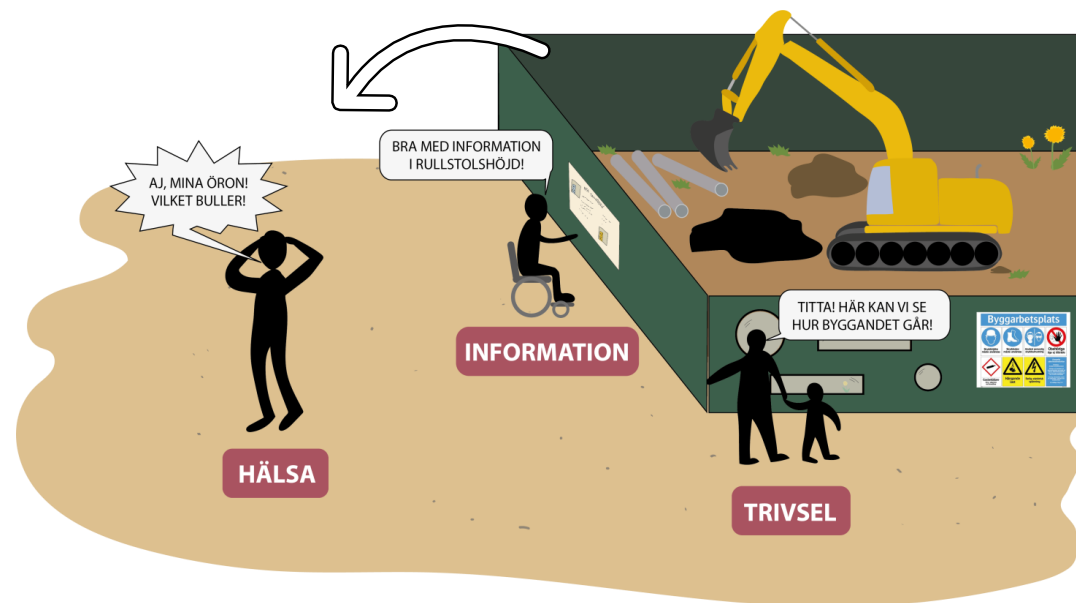 BRA MED INFORMATION
I RULLSTOLSHÖJD!
AJ, MINA ÖRON!
VILKET BULLER!
TITTA! HÄR KAN VI SE
HUR BYGGANDET GÅR!
Byggarbetsplats
INFORMATION
HÄLSA
TRIVSEL